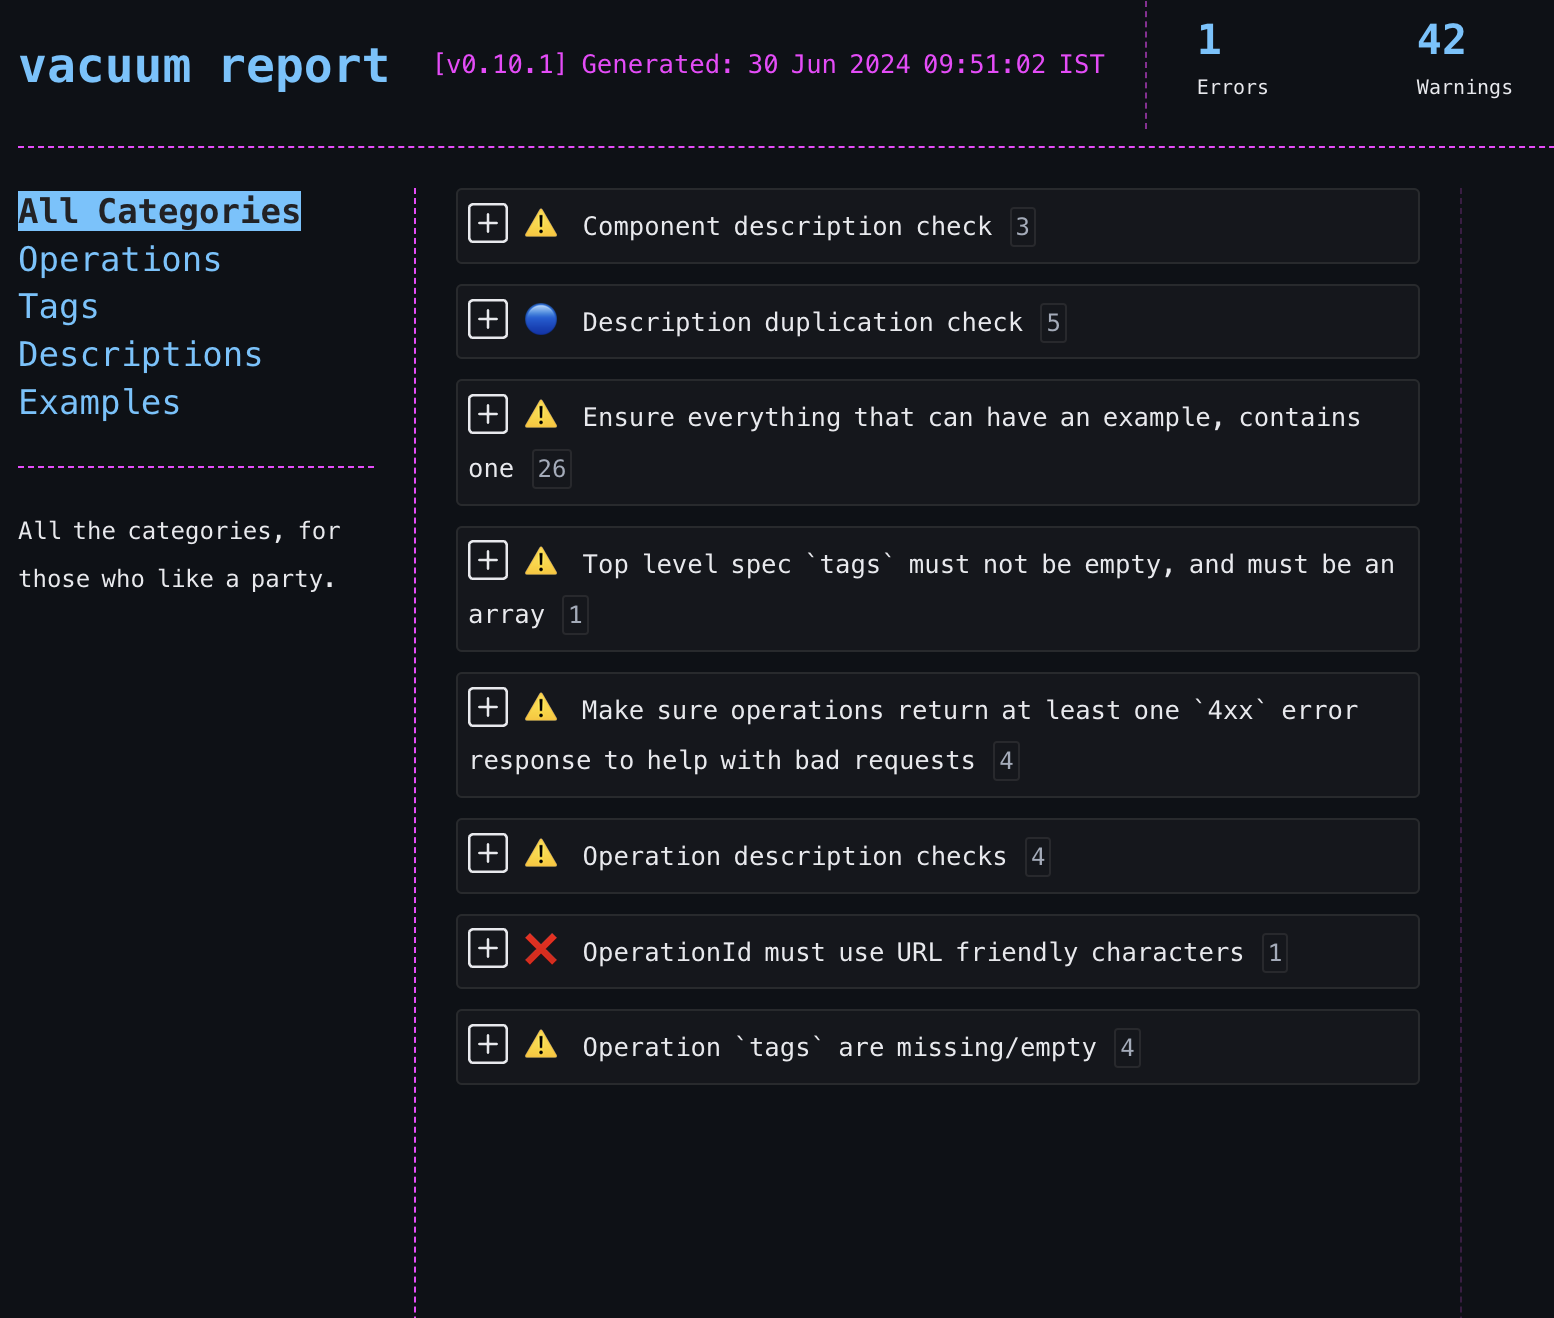 vacuum report [v0.10.1] Generated: 30 Jun 2024 09:51:02 IST
1
Errors
42
Warnings
All Categories
Operations
Tags
Descriptions
Examples
All the categories, for
those who like a party.
Component description check 3
Description duplication check 5
Ensure everything that can have an example, contains
one 26
Top level spec `tags` must not be empty, and must be an
array 1
Make sure operations return at least one `4xx` error
response to help with bad requests 4
Operation description checks 4
OperationId must use URL friendly characters 1
Operation `tags` are missing/empty 4